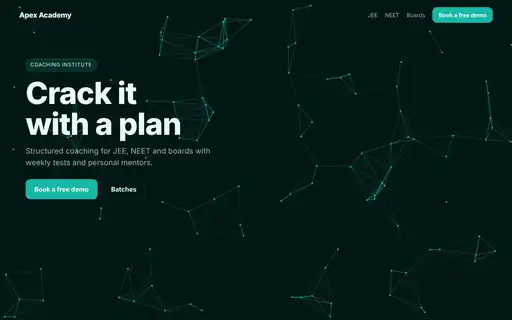 Apex Academy
JEE NEET Boards Book a free demo
COACHING INSTITUTE
Crack it
with a plan
Structured coaching for JEE, NEET and boards with
weekly tests and personal mentors.
Book a free demo Batches